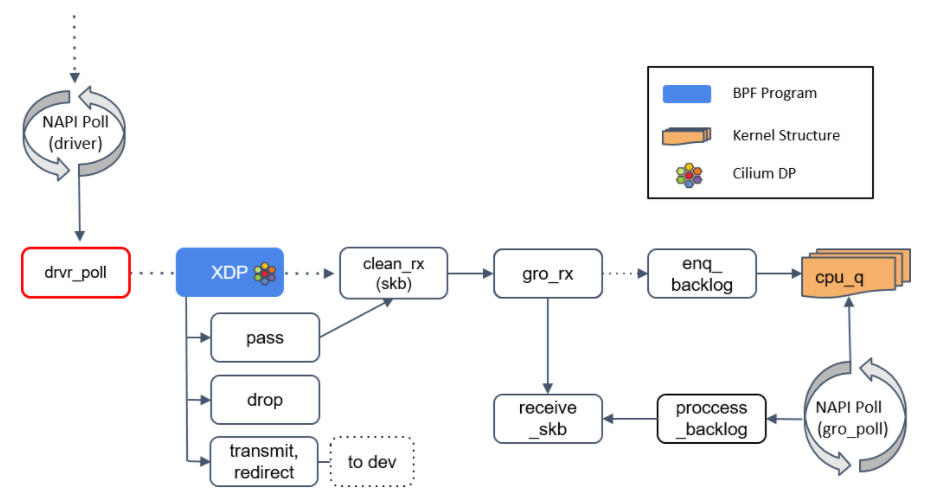 NAPI Poll
(driver)
BPF Program
Kernel Structure
Cilium DP
drvr_poll
XDP
clean_rx
(skb)
gro_rx
enq_
backlog
cpu_q
pass
drop
receive
_skb
proccess
_backlog
NAPI Poll
(gro_poll)
transmit,
redirect
to dev